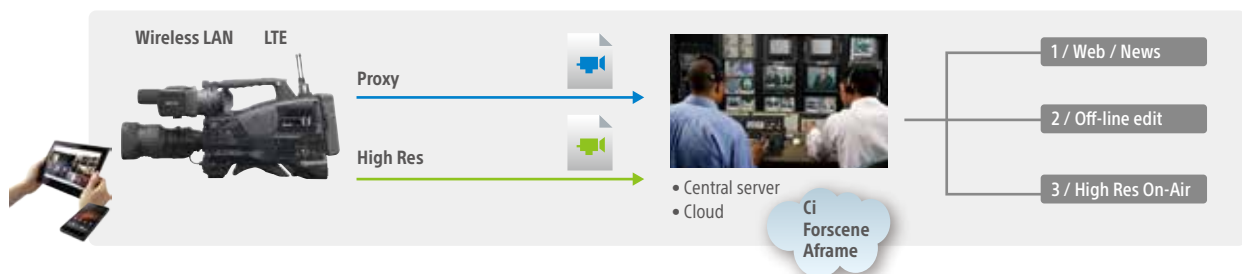 Wireless LAN LTE
Proxy
High Res
• Central server
• Cloud
Ci
Forscene
Aframe
1 / Web / News
2 / Off-line edit
3 / High Res On-Air